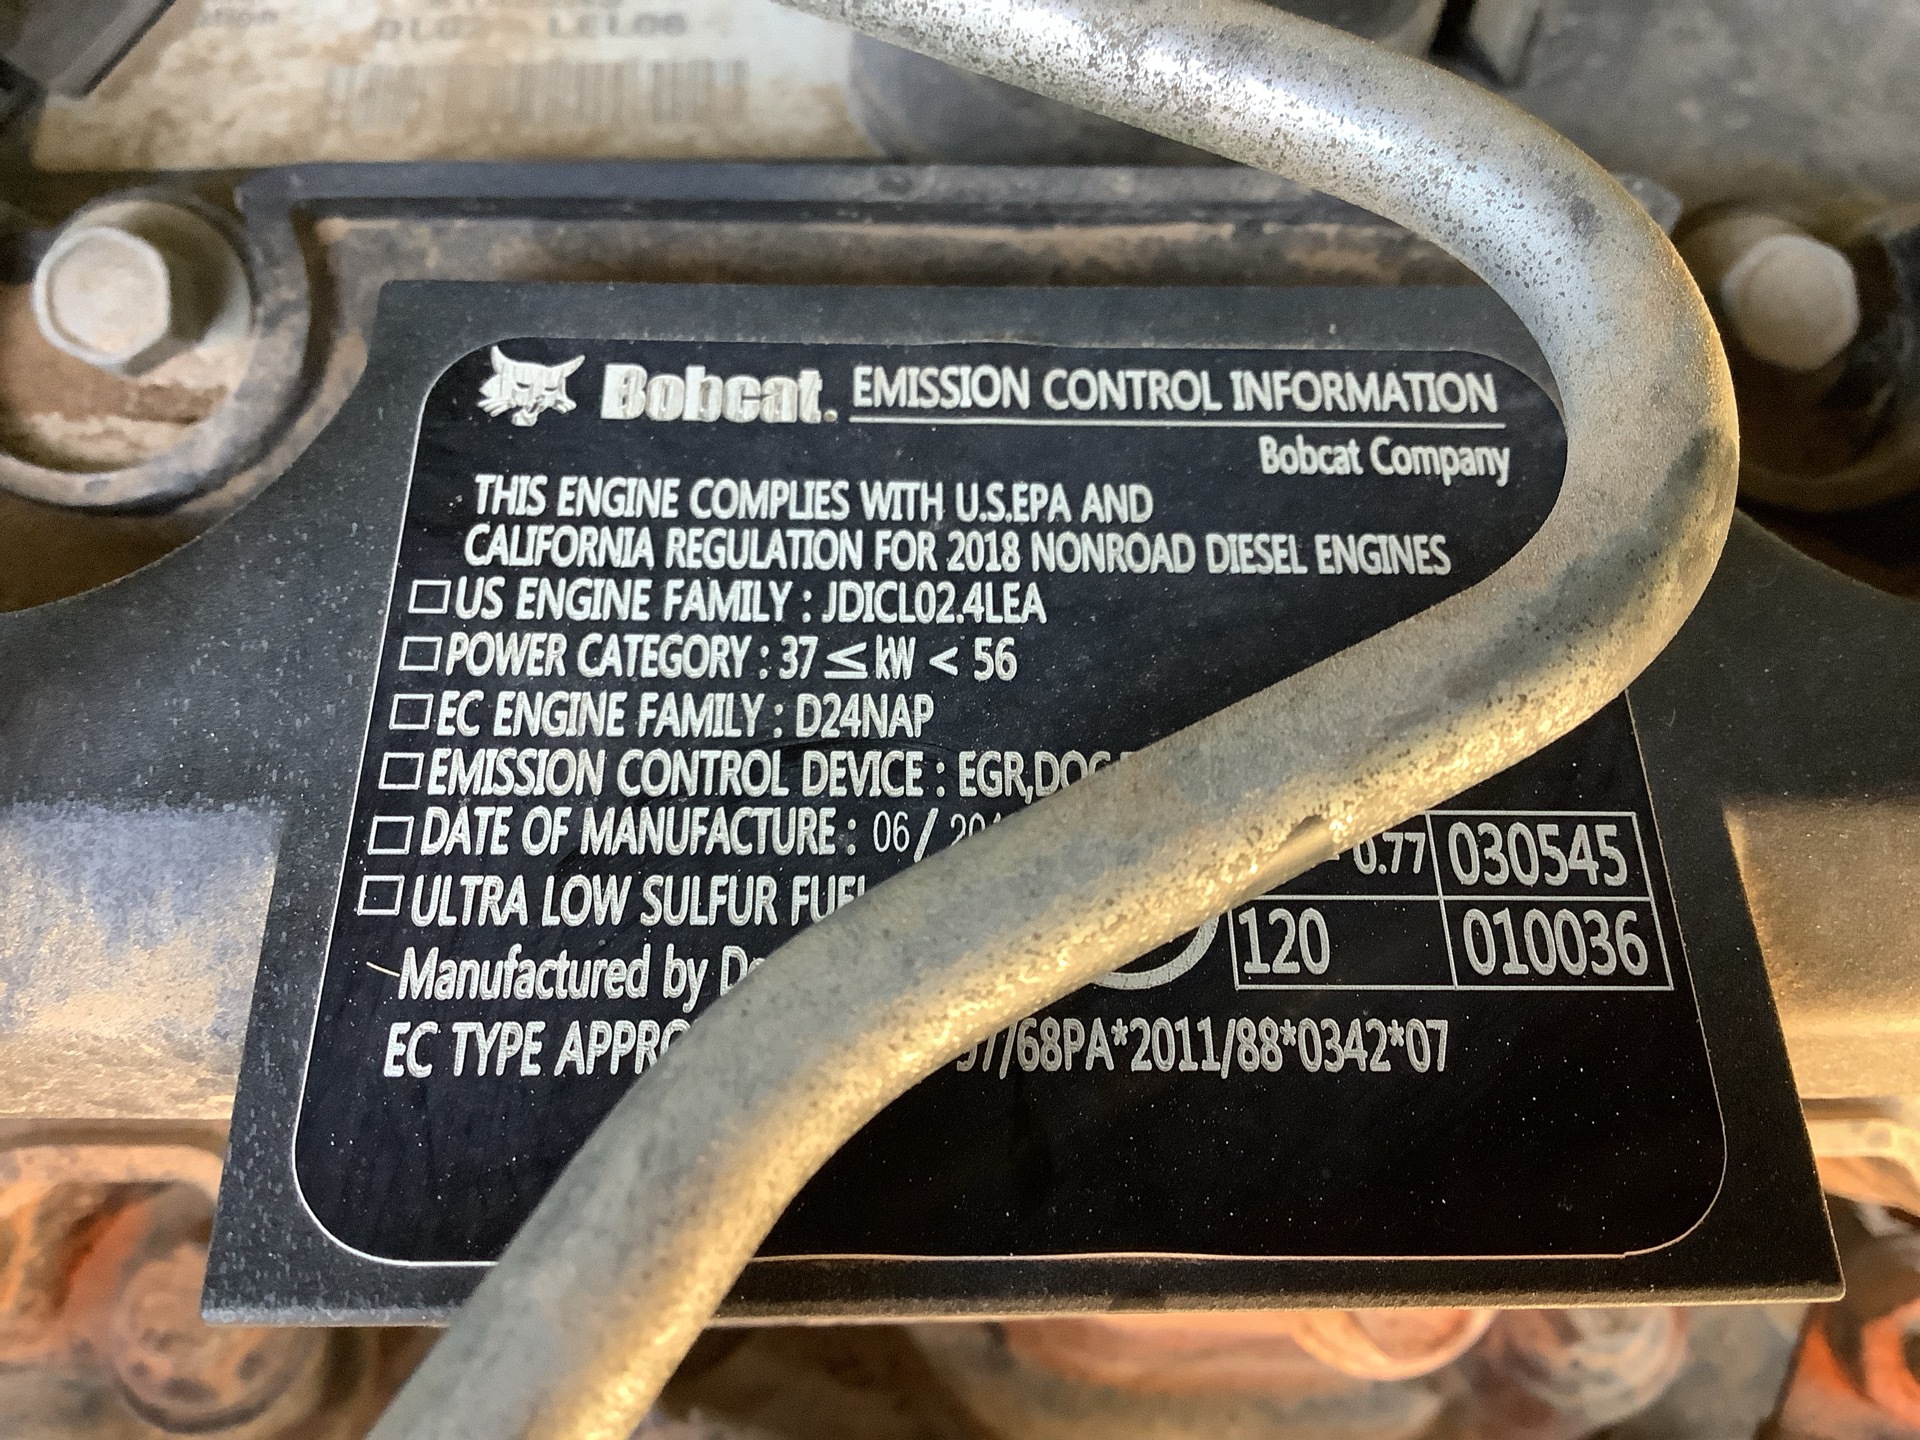 LEL06
Bobcat. EMISSION CONTROL INFORMATION
Bobcat Company
THIS ENGINE COMPLIES WITH U.S.EPA AND
CALIFORNIA REGULATION FOR 2018 NONROAD DIESEL ENGINES
US ENGINE FAMILY : JDICL02.4LEA
POWER CATEGORY : 37 ≤ kW < 56
EC ENGINE FAMILY : D24NAP
EMISSION CONTROL DEVICE : EGR,DOC
DATE OF MANUFACTURE : 06/
0.77 030545
ULTRA LOW SULFUR FUEL
120 010036
Manufactured by
EC TYPE /68PA*2011/88*0342*07